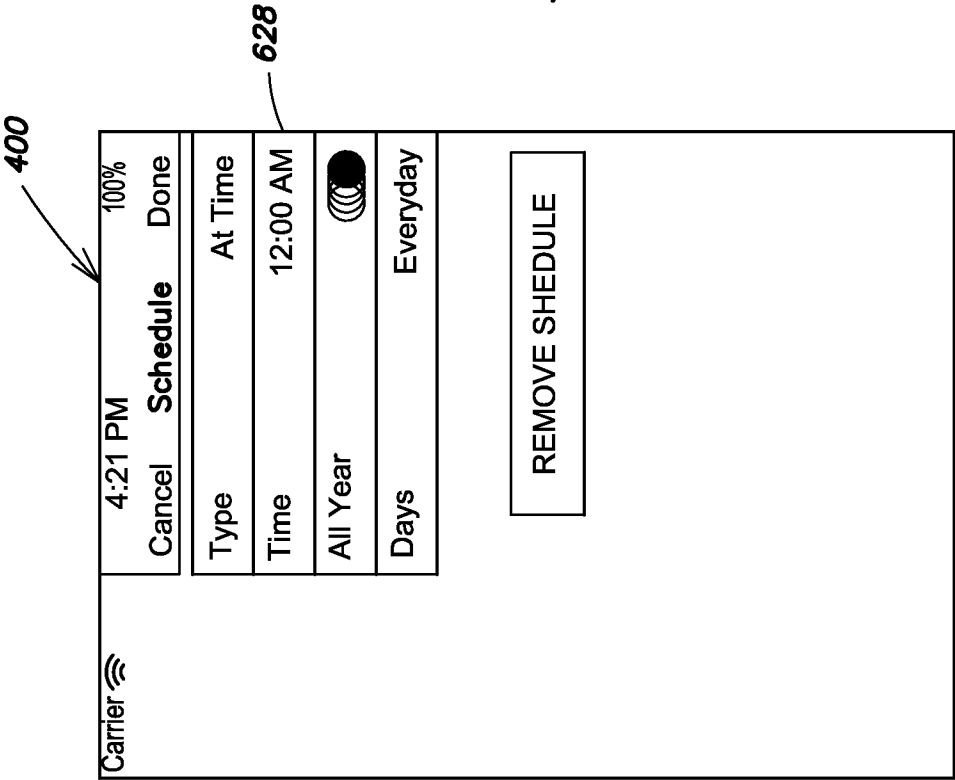 400
Carrier 4:21 PM 100%
Cancel Schedule Done
Type At Time
Time 12:00 AM
628
All Year
Days Everyday
REMOVE SHEDULE